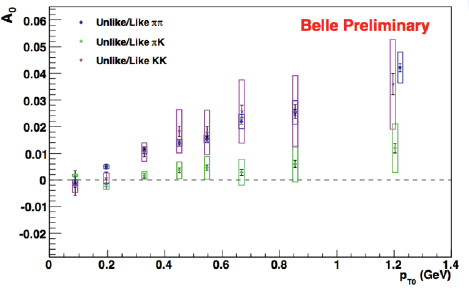 A0
0.06
0.05
0.04
0.03
0.02
0.01
0
-0.01
-0.02
Unlike/Like ππ
Unlike/Like πK
Unlike/Like KK
Belle Preliminary
0 0.2 0.4 0.6 0.8 1 1.2 1.4
pT0 (GeV)